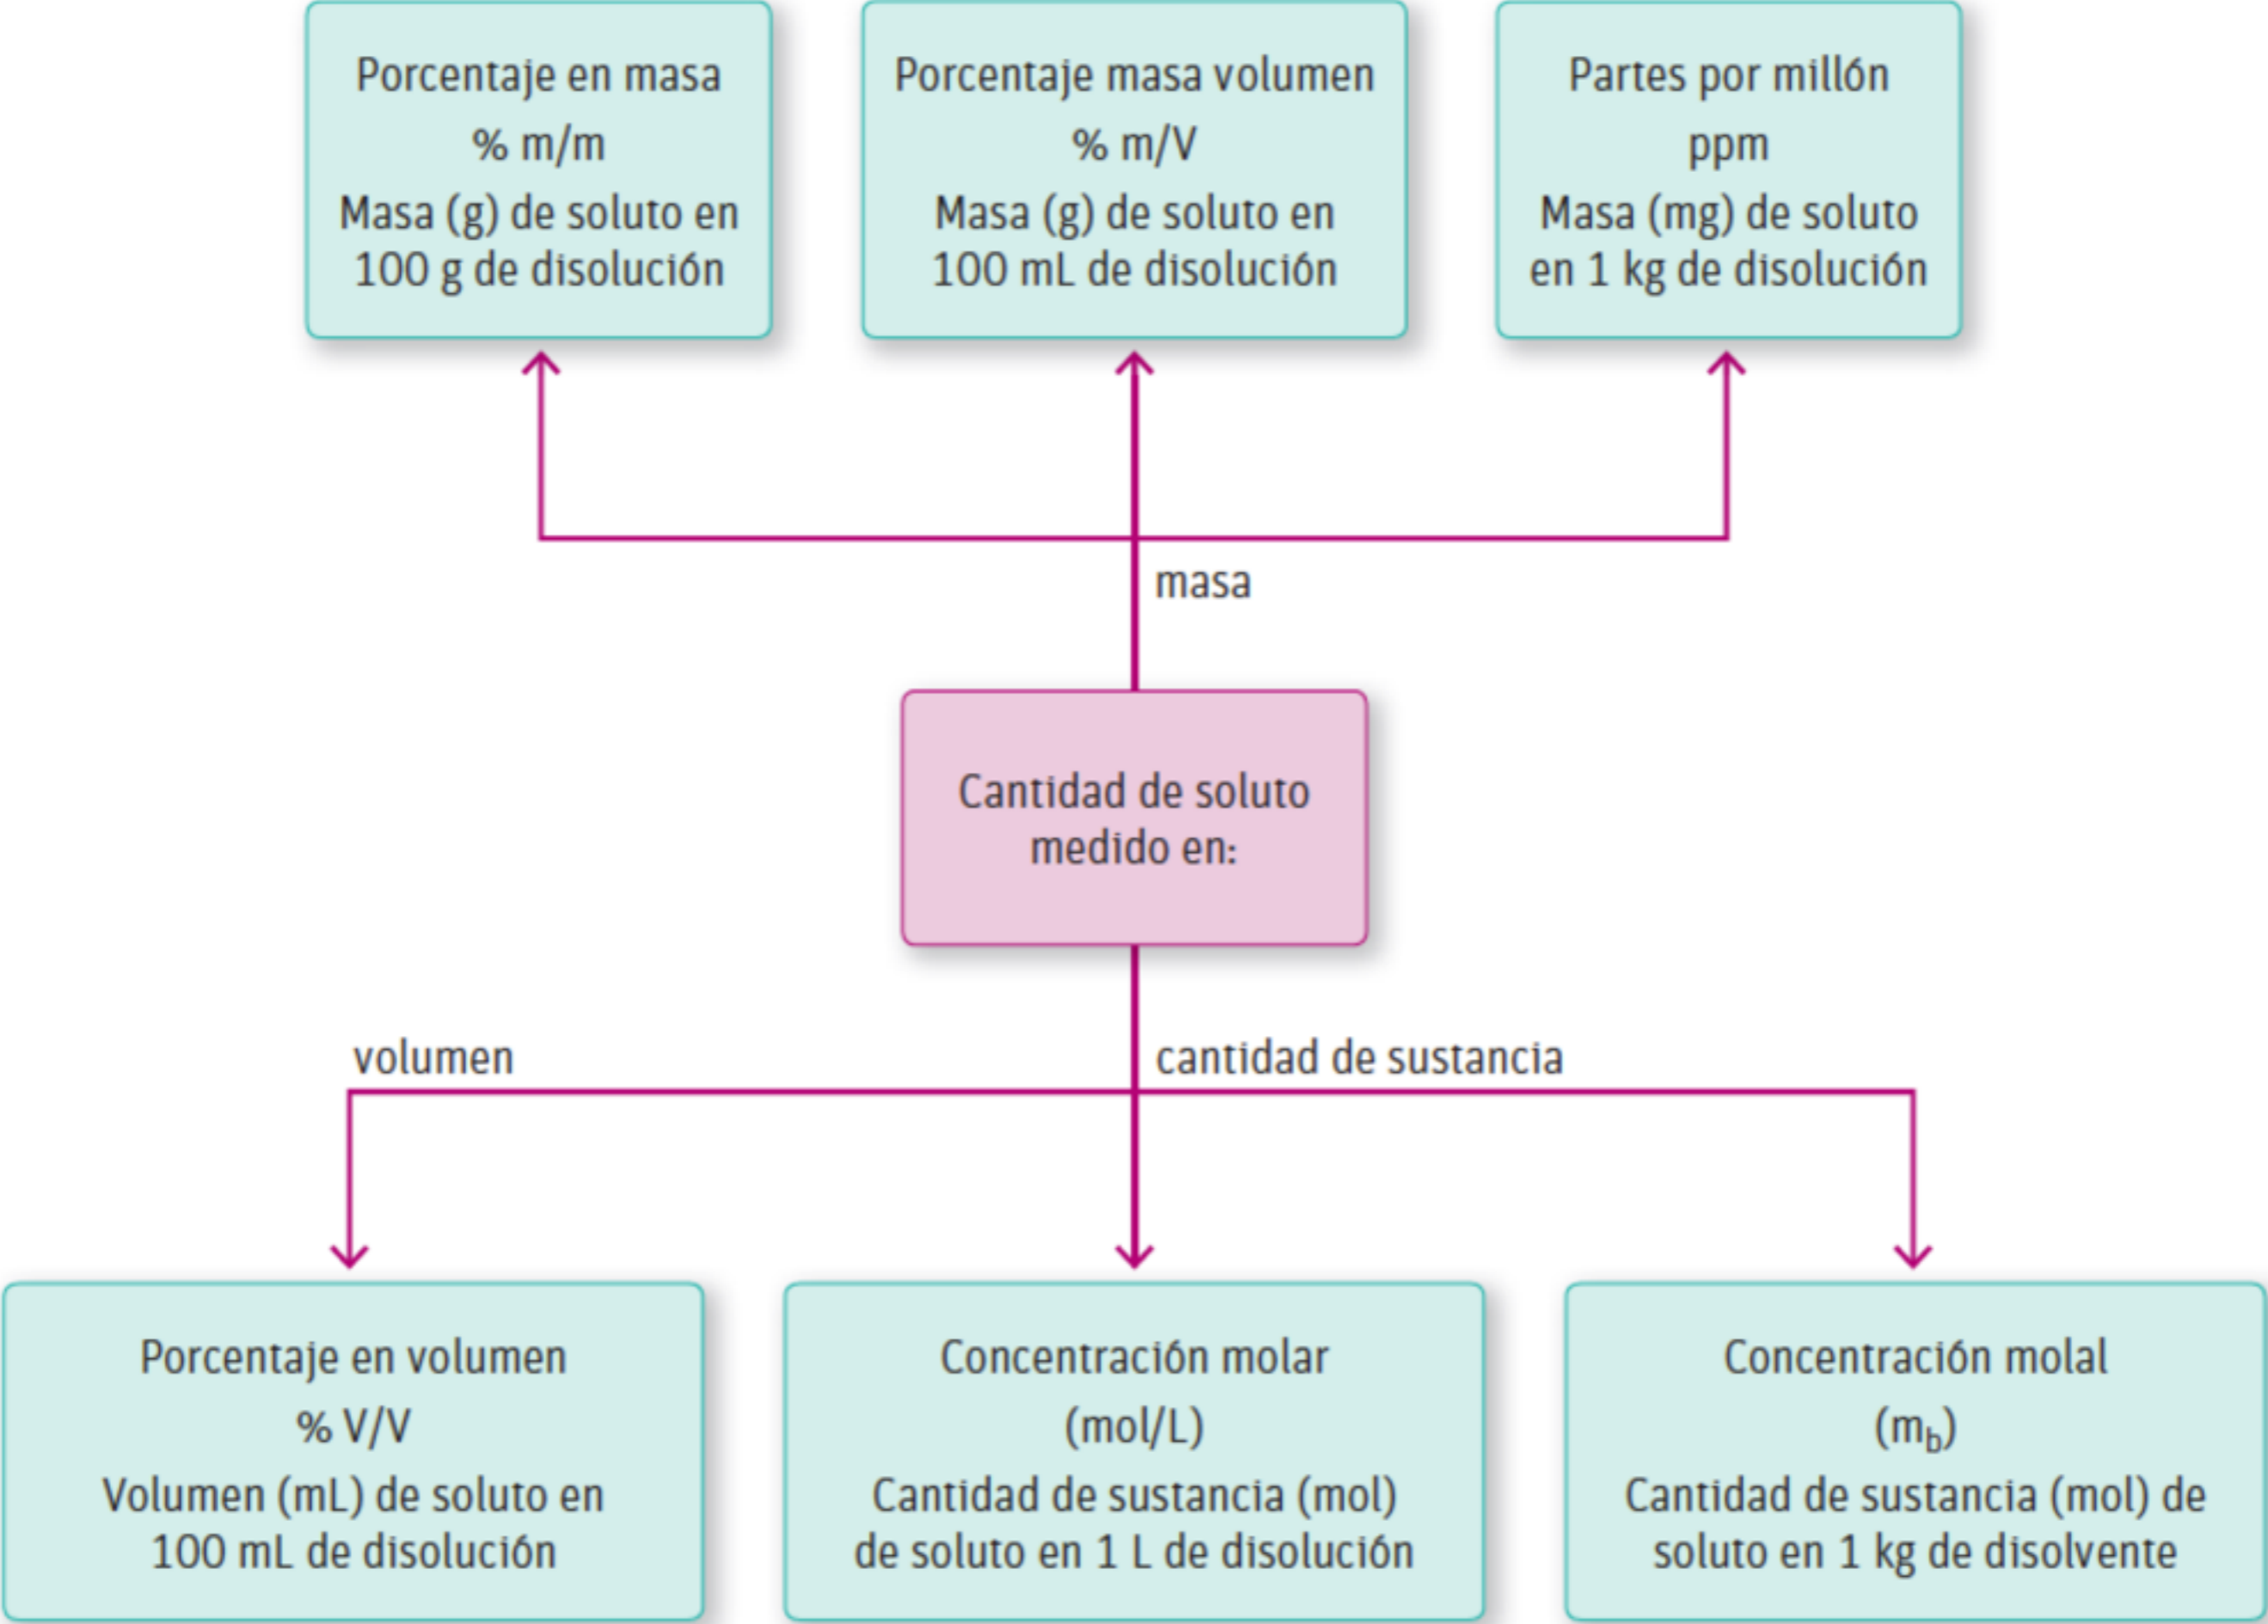 Porcentaje en masa
% m/m
Masa (g) de soluto en
100 g de disolución
Porcentaje masa volumen
% m/V
Masa (g) de soluto en
100 mL de disolución
Partes por millón
ppm
Masa (mg) de soluto
en 1 kg de disolución
masa
Cantidad de soluto
medido en:
volumen
cantidad de sustancia
Porcentaje en volumen
% V/V
Volumen (mL) de soluto en
100 mL de disolución
Concentración molar
(mol/L)
Cantidad de sustancia (mol)
de soluto en 1 L de disolución
Concentración molal
(m_b)
Cantidad de sustancia (mol) de
soluto en 1 kg de disolvente